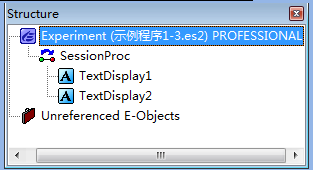 Structure
Experiment (示例程序1-3.es2) PROFESSIONAL
SessionProc
TextDisplay1
TextDisplay2
Unreferenced E-Objects